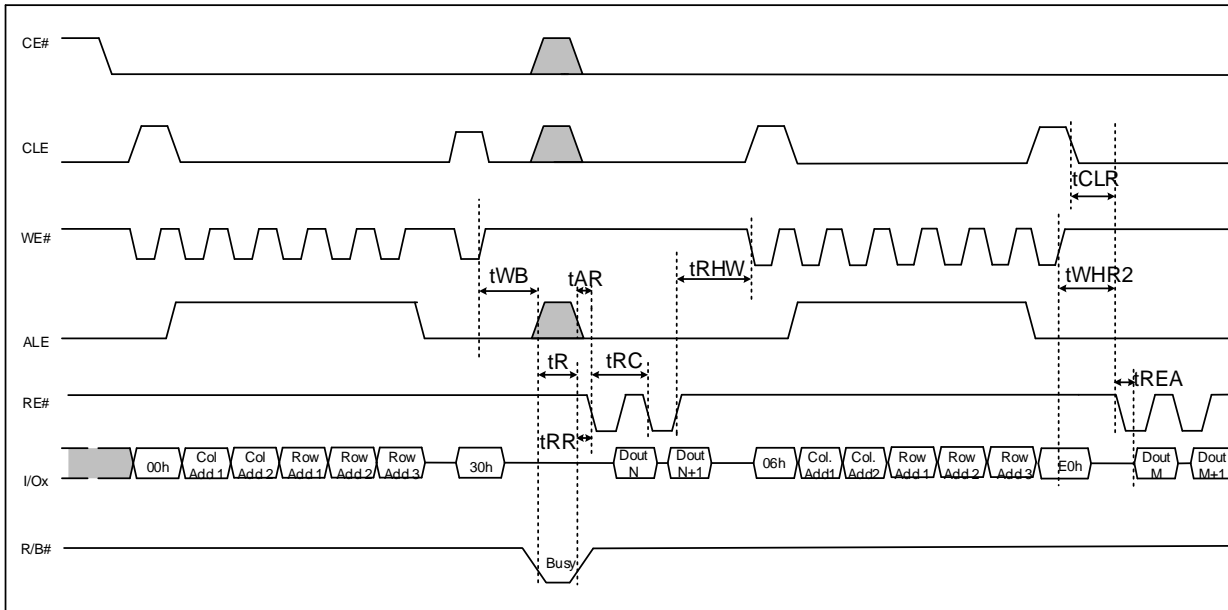 CE#
CLE
tCLR
WE#
tWB
tAR
tRHW
tWHR2
ALE
tR
tRC
tREA
RE#
tRR
I/Ox
00h
Col
Add 1
Col
Add 2
Row
Add 1
Row
Add 2
Row
Add 3
30h
Dout
N
Dout
N+1
06h
Col.
Add1
Col.
Add2
Row
Add 1
Row
Add 2
Row
Add 3
E0h
Dout
M
Dout
M+1
R/B#
Busy